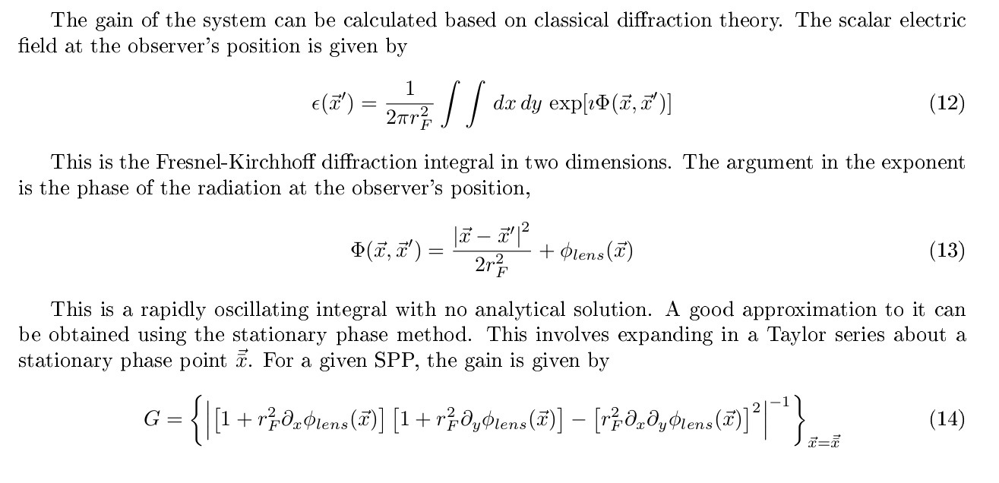 The gain of the system can be calculated based on classical diffraction theory. The scalar electric
field at the observer's position is given by
$$\epsilon(\vec{x}') = \frac{1}{2\pi r_F^2} \int\int dx\, dy\, \exp[\imath\Phi(\vec{x}, \vec{x}')] \quad (12)$$
This is the Fresnel-Kirchhoff diffraction integral in two dimensions. The argument in the exponent
is the phase of the radiation at the observer's position,
$$\Phi(\vec{x}, \vec{x}') = \frac{|\vec{x} - \vec{x}'|^2}{2r_F^2} + \phi_{lens}(\vec{x}) \quad (13)$$
This is a rapidly oscillating integral with no analytical solution. A good approximation to it can
be obtained using the stationary phase method. This involves expanding in a Taylor series about a
stationary phase point $\vec{\bar{x}}$. For a given SPP, the gain is given by
$$G = \left\{ \left| \left[1 + r_F^2 \partial_x \phi_{lens}(\vec{x})\right] \left[1 + r_F^2 \partial_y \phi_{lens}(\vec{x})\right] - \left[r_F^2 \partial_x \partial_y \phi_{lens}(\vec{x})\right]^2 \right|^{-1} \right\}_{\vec{x} = \vec{\bar{x}}} \quad (14)$$